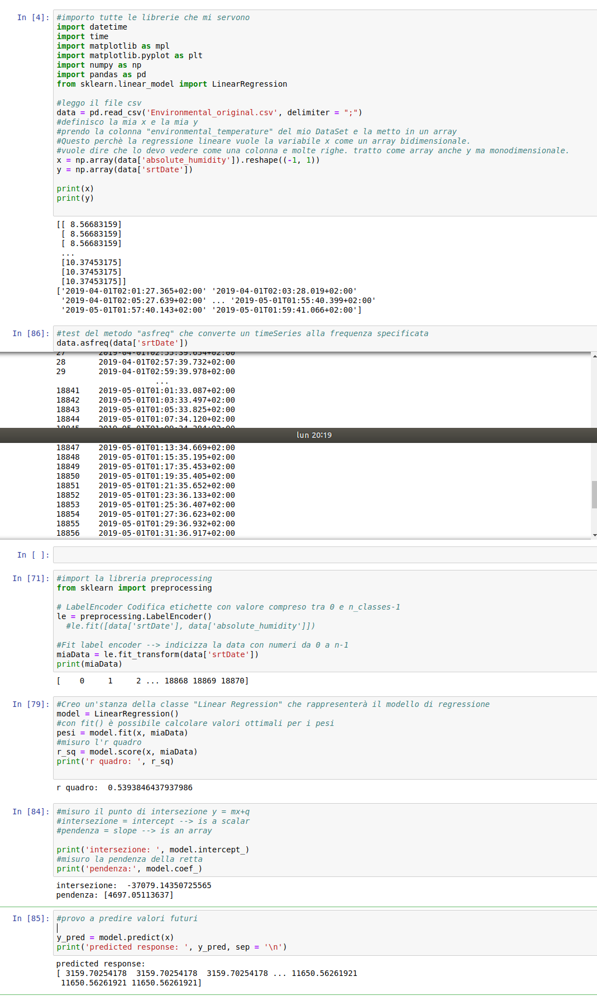 In [4]: #importo tutte le librerie che mi servono
import datetime
import time
import matplotlib as mpl
import matplotlib.pyplot as plt
import numpy as np
import pandas as pd
from sklearn.linear_model import LinearRegression
#leggo il file csv
data = pd.read_csv('Environmental_original.csv', delimiter = ";")
#definisco la mia x e la mia y
#prendo la colonna "environmental_temperature" del mio DataSet e la metto in un array
#Questo perchè la regressione lineare vuole la variabile x come un array bidimensionale.
#vuole dire che lo devo vedere come una colonna e molte righe. tratto come array anche y ma monodimensionale.
x = np.array(data['absolute_humidity']).reshape((-1, 1))
y = np.array(data['srtDate'])
print(x)
print(y)
[[ 8.56683159]
[ 8.56683159]
[ 8.56683159]
...
[10.37453175]
[10.37453175]
[10.37453175]]
['2019-04-01T02:01:27.365+02:00' '2019-04-01T02:03:28.019+02:00'
'2019-04-01T02:05:27.639+02:00' ... '2019-05-01T01:55:40.399+02:00'
'2019-05-01T01:57:40.143+02:00' '2019-05-01T01:59:41.066+02:00']
In [86]: #test del metodo "asfreq" che converte un timeSeries alla frequenza specificata
data.asfreq(data['srtDate'])
27 2019-04-01T02:55:39.654+02:00
28 2019-04-01T02:57:39.732+02:00
29 2019-04-01T02:59:39.978+02:00
...
18841 2019-05-01T01:01:33.087+02:00
18842 2019-05-01T01:03:33.497+02:00
18843 2019-05-01T01:05:33.825+02:00
18844 2019-05-01T01:07:34.120+02:00
18845 2019-05-01T01:09:34.384+02:00
lun 20:19
18847 2019-05-01T01:13:34.669+02:00
18848 2019-05-01T01:15:35.195+02:00
18849 2019-05-01T01:17:35.453+02:00
18850 2019-05-01T01:19:35.405+02:00
18851 2019-05-01T01:21:35.652+02:00
18852 2019-05-01T01:23:36.133+02:00
18853 2019-05-01T01:25:36.407+02:00
18854 2019-05-01T01:27:36.623+02:00
18855 2019-05-01T01:29:36.932+02:00
18856 2019-05-01T01:31:36.917+02:00
In [ ]:
In [71]: #import la libreria preprocessing
from sklearn import preprocessing
# LabelEncoder Codifica etichette con valore compreso tra 0 e n_classes-1
le = preprocessing.LabelEncoder()
#le.fit([data['srtDate'], data['absolute_humidity']])
#Fit label encoder --> indicizza la data con numeri da 0 a n-1
miaData = le.fit_transform(data['srtDate'])
print(miaData)
[ 0 1 2 ... 18868 18869 18870]
In [79]: #Creo un'stanza della classe "Linear Regression" che rappresenterà il modello di regressione
model = LinearRegression()
#con fit() è possibile calcolare valori ottimali per i pesi
pesi = model.fit(x, miaData)
#misuro l'r quadro
r_sq = model.score(x, miaData)
print('r quadro: ', r_sq)
r quadro: 0.5393846437937986
In [84]: #misuro il punto di intersezione y = mx+q
#intersezione = intercept --> is a scalar
#pendenza = slope --> is an array
print('intersezione: ', model.intercept_)
#misuro la pendenza della retta
print('pendenza:', model.coef_)
intersezione: -37079.14350725565
pendenza: [4697.05113637]
In [85]: #provo a predire valori futuri
y_pred = model.predict(x)
print('predicted response: ', y_pred, sep = '\n')
predicted response:
[ 3159.70254178 3159.70254178 3159.70254178 ... 11650.56261921
11650.56261921 11650.56261921]